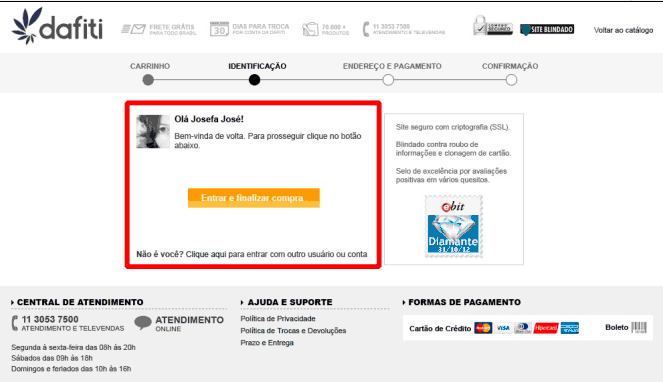 dafiti
FRETE GRÁTIS
PARA TODO BRASIL
30
DIAS PARA TROCA
POR CONTA DA DAFITI
70.000 +
PRODUTOS
11 3053 7500
ATENDIMENTO E TELEVENDAS
SITE BLINDADO
Voltar ao catálogo
CARRINHO
IDENTIFICAÇÃO
ENDEREÇO E PAGAMENTO
CONFIRMAÇÃO
Olá Josefa José!
Bem-vinda de volta. Para prosseguir clique no botão
abaixo.
Entrar e finalizar compra
Não é você? Clique aqui para entrar com outro usuário ou conta
Site seguro com criptografia (SSL).
Blindado contra roubo de
informações e clonagem de cartão.
Selo de excelência por avaliações
positivas em vários quesitos.
ebit
Diamante
31/10/12
CENTRAL DE ATENDIMENTO
11 3053 7500
ATENDIMENTO E TELEVENDAS
ATENDIMENTO
ONLINE
Segunda à sexta-feira das 08h às 20h
Sábados das 09h às 18h
Domingos e feriados das 10h às 16h
AJUDA E SUPORTE
Política de Privacidade
Política de Trocas e Devoluções
Prazo e Entrega
FORMAS DE PAGAMENTO
Cartão de Crédito
VISA
Hipercard
Boleto